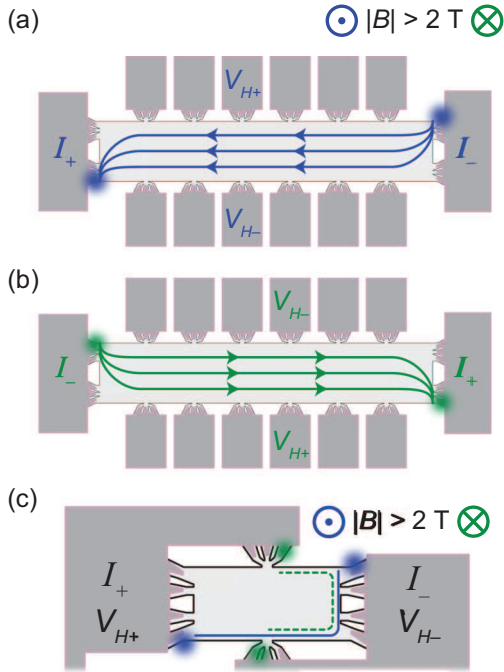 (a)
|B| > 2 T
V_{H+}
I_+
I_-
V_{H-}
(b)
V_{H-}
I_-
I_+
V_{H+}
(c)
|B| > 2 T
I_+
I_-
V_{H+}
V_{H-}